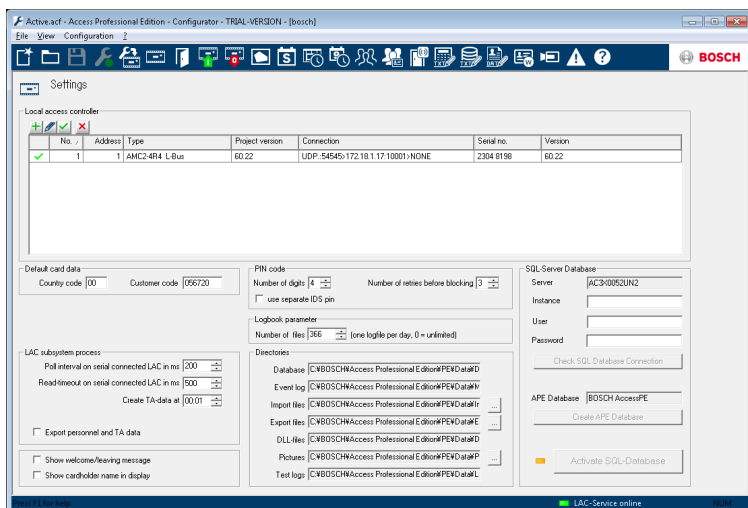 Active.acf - Access Professional Edition - Configurator - TRIAL-VERSION - [bosch]
File View Configuration ?
BOSCH
Settings
Local access controller
No. / Address Type Project version Connection Serial no. Version
1 1 AMC2-4R4 L-Bus 60.22 UDP.:54545>172.18.1.17:10001>NONE 2304 8198 60.22
Default card data
County code 00 Customer code 056720
PIN code
Number of digits 4 Number of retries before blocking 3
use separate IDS pin
Logbook parameter
Number of files 366 (one logfile per day, 0 = unlimited)
LAC subsystem process
Poll interval on serial connected LAC in ms 200
Read-timeout on serial connected LAC in ms 500
Create TA-data at 00:01
Export personnel and TA data
Show welcome/leaving message
Show cardholder name in display
Directories
Database C:¥BOSCH¥Access Professional Edition¥PE¥Data¥D
Event log C:¥BOSCH¥Access Professional Edition¥PE¥Data¥M
Import files C:¥BOSCH¥Access Professional Edition¥PE¥Data¥Ir ...
Export files C:¥BOSCH¥Access Professional Edition¥PE¥Data¥E ...
DLL-files C:¥BOSCH¥Access Professional Edition¥PE¥Data¥D
Pictures C:¥BOSCH¥Access Professional Edition¥PE¥Data¥P ...
Test logs C:¥BOSCH¥Access Professional Edition¥PE¥Data¥L
SQL-Server Database
Server AC3X0052UN2
Instance
User
Password
Check SQL Database Connection
APE Database BOSCH AccessPE
Create APE Database
Activate SQL-Database
Press F1 for help
LAC-Service online
NUM